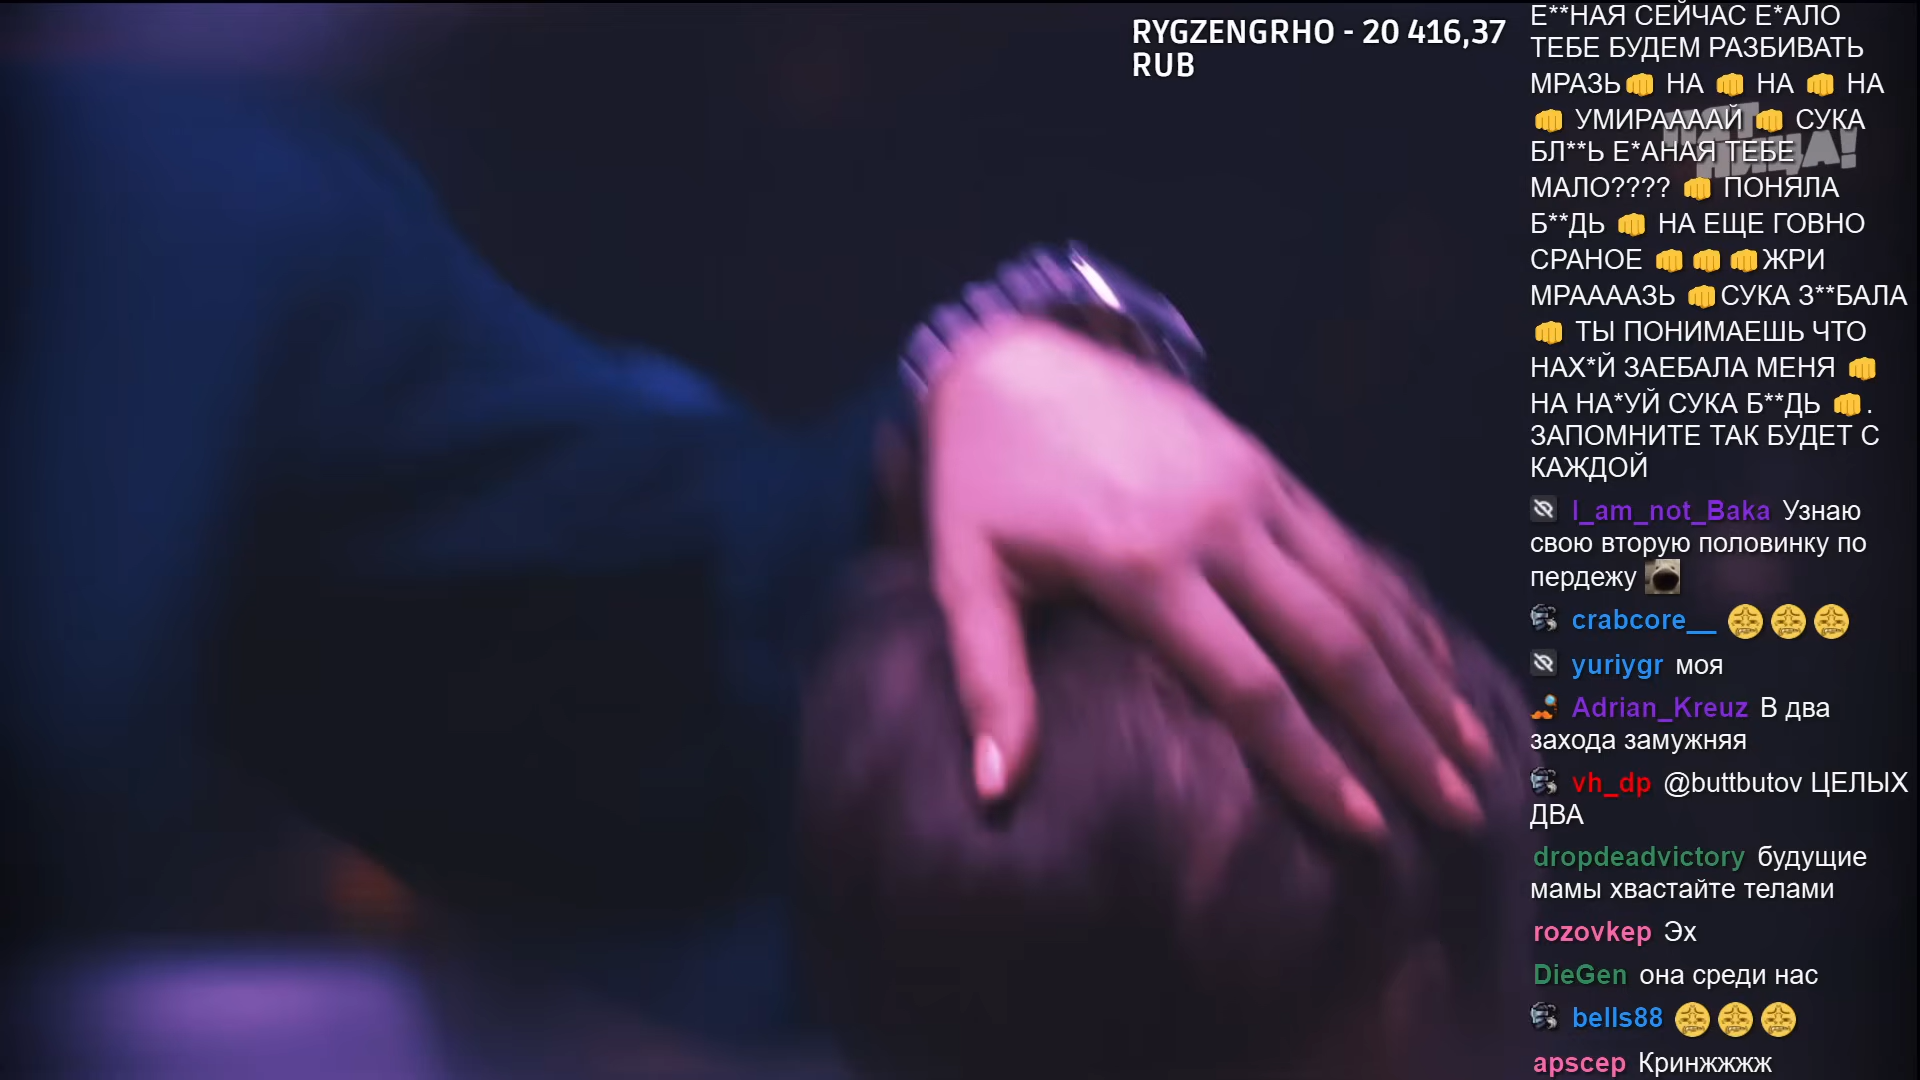 RYGZENGRHO - 20 416,37
RUB
Е**НАЯ СЕЙЧАС Е*АЛО
ТЕБЕ БУДЕМ РАЗБИВАТЬ
МРАЗЬ👊 НА 👊 НА 👊 НА
👊 УМИРААААЙ 👊 СУКА
БЛ**Ь Е*АНАЯ ТЕБЕ
МАЛО???? 👊 ПОНЯЛА
Б**ДЬ 👊 НА ЕЩЕ ГОВНО
СРАНОЕ 👊 👊 👊ЖРИ
МРААААЗЬ 👊СУКА З**БАЛА
👊 ТЫ ПОНИМАЕШЬ ЧТО
НАХ*Й ЗАЕБАЛА МЕНЯ 👊
НА НА*УЙ СУКА Б**ДЬ 👊.
ЗАПОМНИТЕ ТАК БУДЕТ С
КАЖДОЙ
I_am_not_Baka Узнаю
свою вторую половинку по
пердежу
crabcore__
yuriygr моя
Adrian_Kreuz В два
захода замужняя
vh_dp @buttbutov ЦЕЛЫХ
ДВА
dropdeadvictory будущие
мамы хвастайте телами
rozovkep Эх
DieGen она среди нас
bells88
apscep Кринжжжж